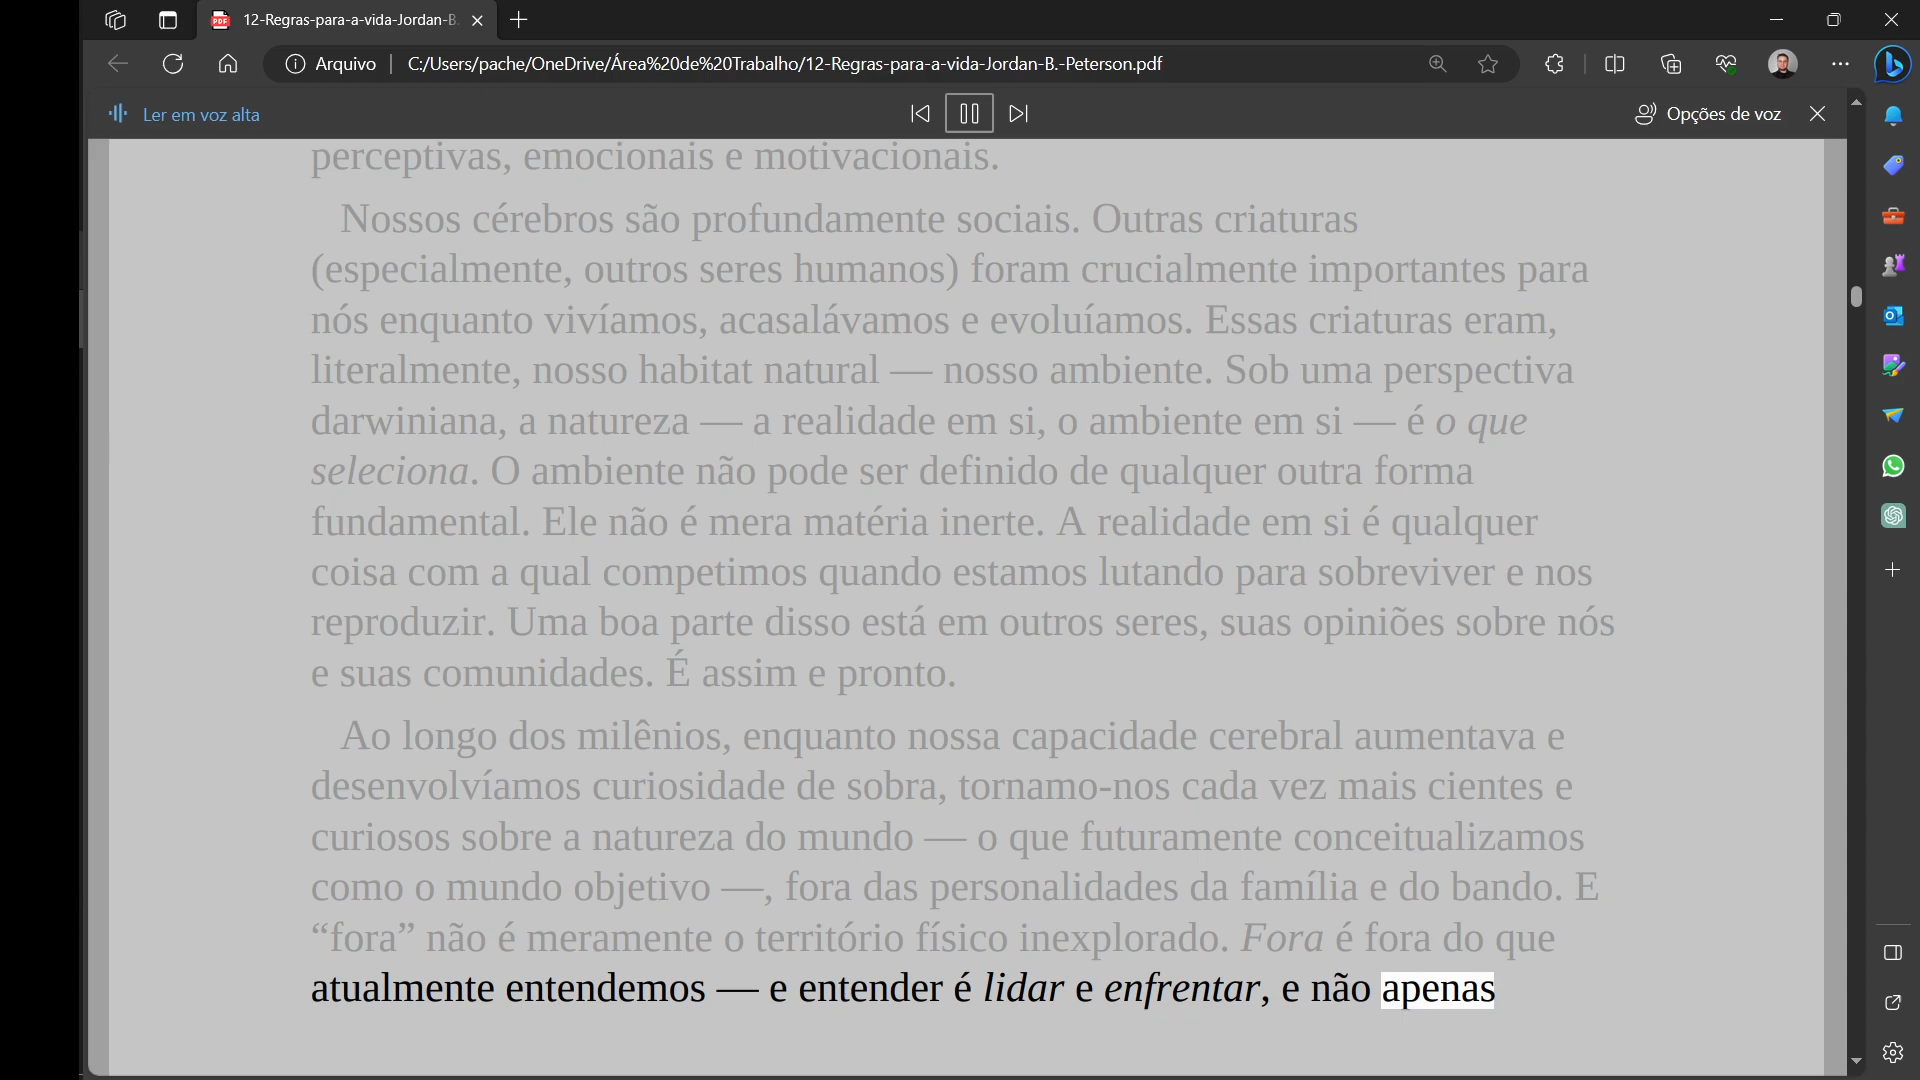 12-Regras-para-a-vida-Jordan-B.
Arquivo | C:/Users/pache/OneDrive/Área%20de%20Trabalho/12-Regras-para-a-vida-Jordan-B.-Peterson.pdf
Ler em voz alta
Opções de voz
perceptivas, emocionais e motivacionais.
Nossos cérebros são profundamente sociais. Outras criaturas
(especialmente, outros seres humanos) foram crucialmente importantes para
nós enquanto vivíamos, acasalávamos e evoluíamos. Essas criaturas eram,
literalmente, nosso habitat natural — nosso ambiente. Sob uma perspectiva
darwiniana, a natureza — a realidade em si, o ambiente em si — é o que
seleciona. O ambiente não pode ser definido de qualquer outra forma
fundamental. Ele não é mera matéria inerte. A realidade em si é qualquer
coisa com a qual competimos quando estamos lutando para sobreviver e nos
reproduzir. Uma boa parte disso está em outros seres, suas opiniões sobre nós
e suas comunidades. É assim e pronto.
Ao longo dos milênios, enquanto nossa capacidade cerebral aumentava e
desenvolvíamos curiosidade de sobra, tornamo-nos cada vez mais cientes e
curiosos sobre a natureza do mundo — o que futuramente conceitualizamos
como o mundo objetivo —, fora das personalidades da família e do bando. E
“fora” não é meramente o território físico inexplorado. Fora é fora do que
atualmente entendemos — e entender é lidar e enfrentar, e não apenas